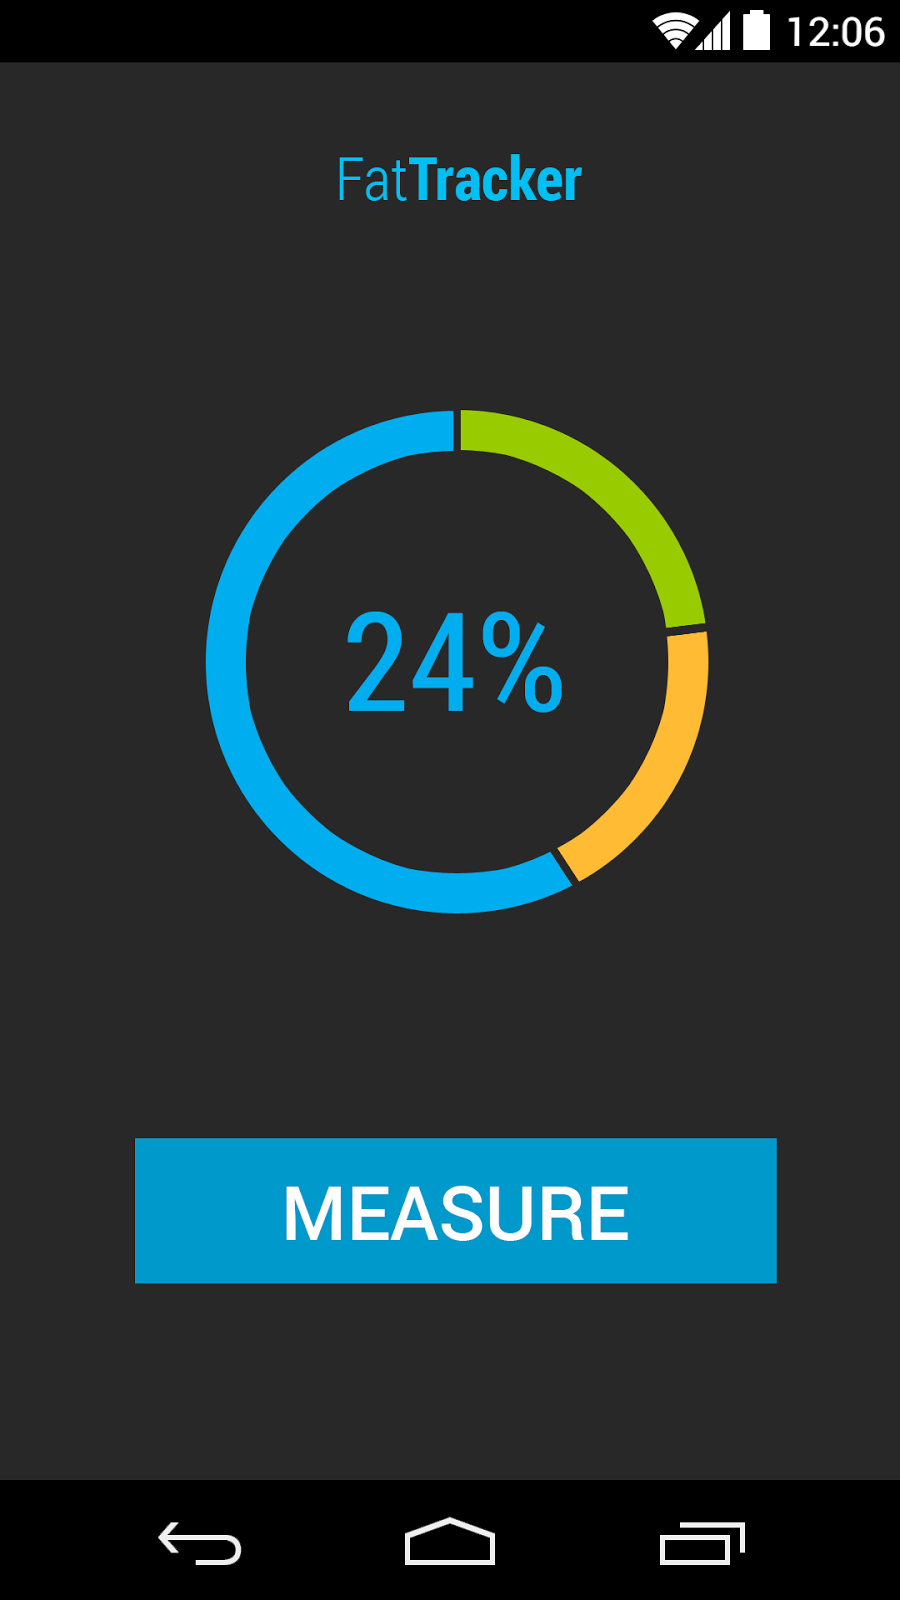 12:06
FatTracker
24%
MEASURE